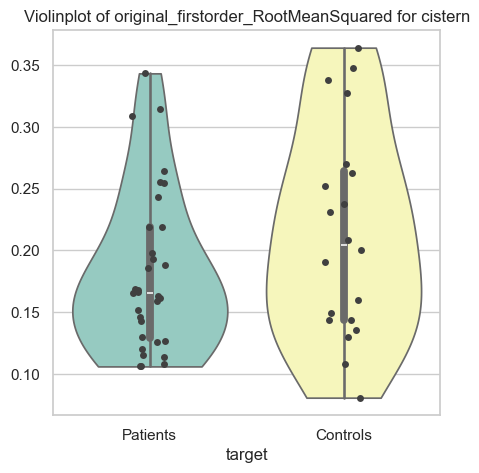 Violinplot of original_firstorder_RootMeanSquared for cistern
0.35
0.30
0.25
0.20
0.15
0.10
Patients Controls
target